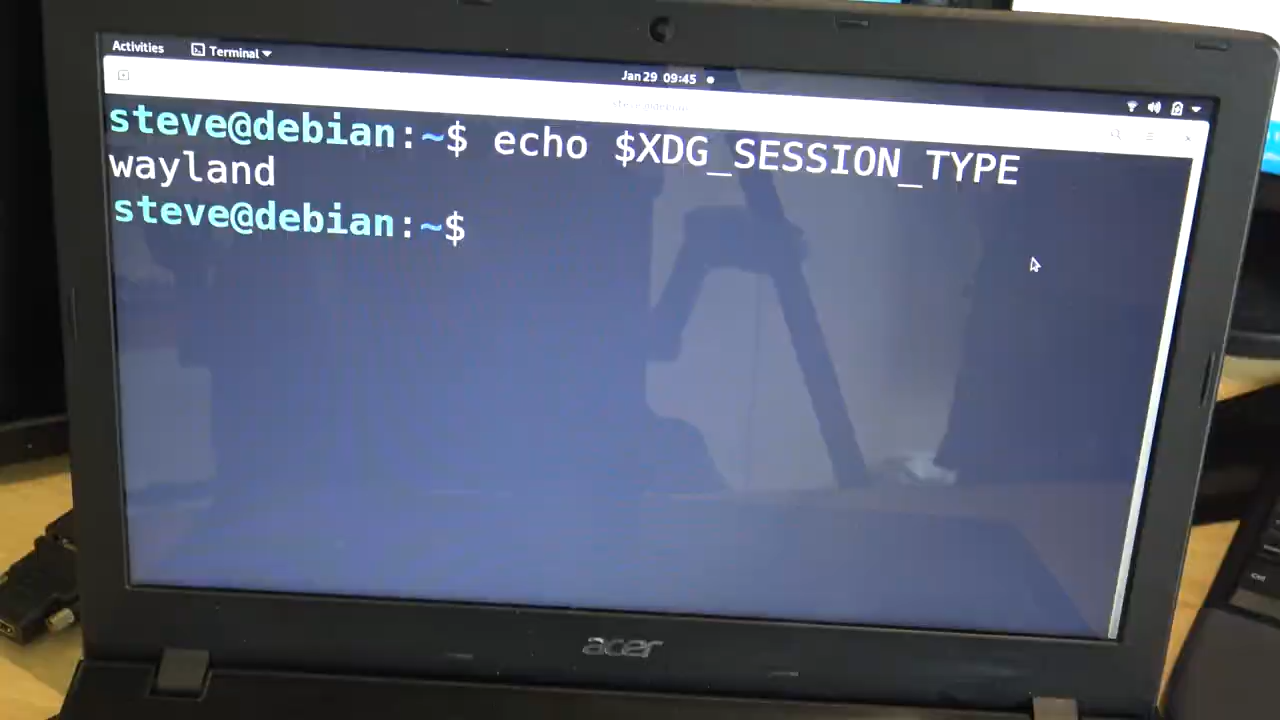 Activities Terminal
Jan 29 09:45
steve@debian:~$ echo $XDG_SESSION_TYPE
wayland
steve@debian:~$
acer